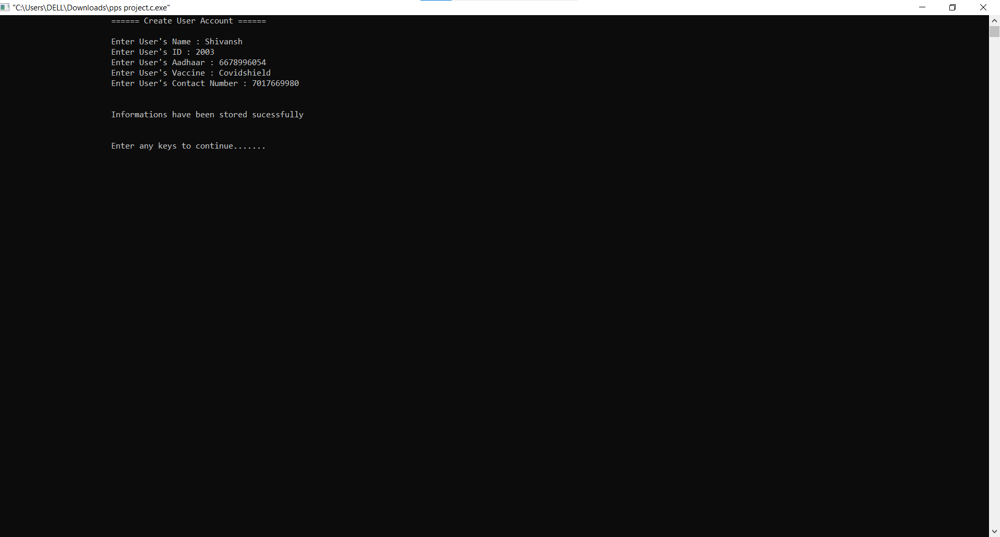 "C:\Users\DELL\Downloads\pps project.c.exe"
====== Create User Account ======
Enter User's Name : Shivansh
Enter User's ID : 2003
Enter User's Aadhaar : 6678996054
Enter User's Vaccine : Covidshield
Enter User's Contact Number : 7017669980
Informations have been stored sucessfully
Enter any keys to continue.......